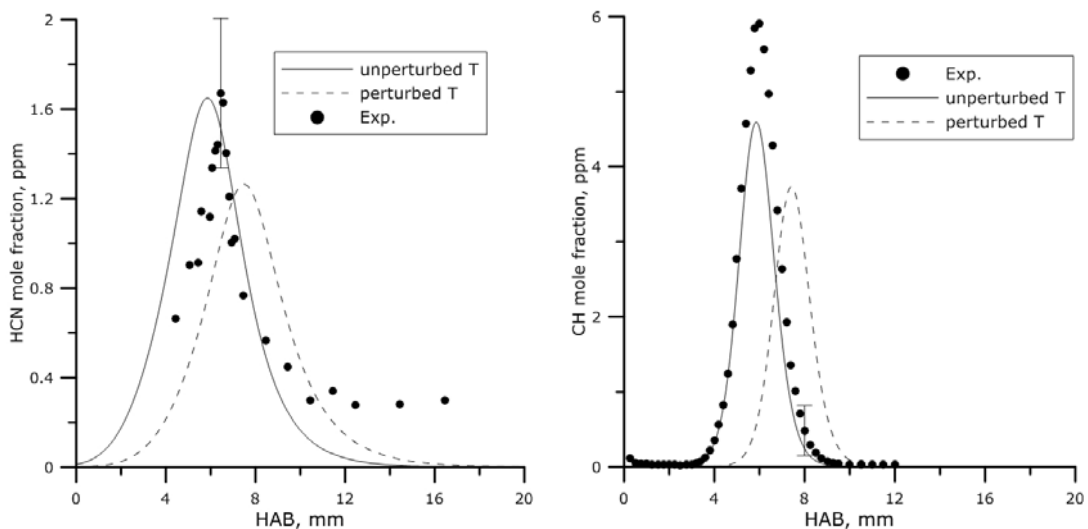 2
1.6
1.2
0.8
0.4
0
HCN mole fraction, ppm
0 4 8 12 16 20
HAB, mm
unperturbed T
perturbed T
Exp.
6
4
2
0
CH mole fraction, ppm
0 4 8 12 16 20
HAB, mm
Exp.
unperturbed T
perturbed T